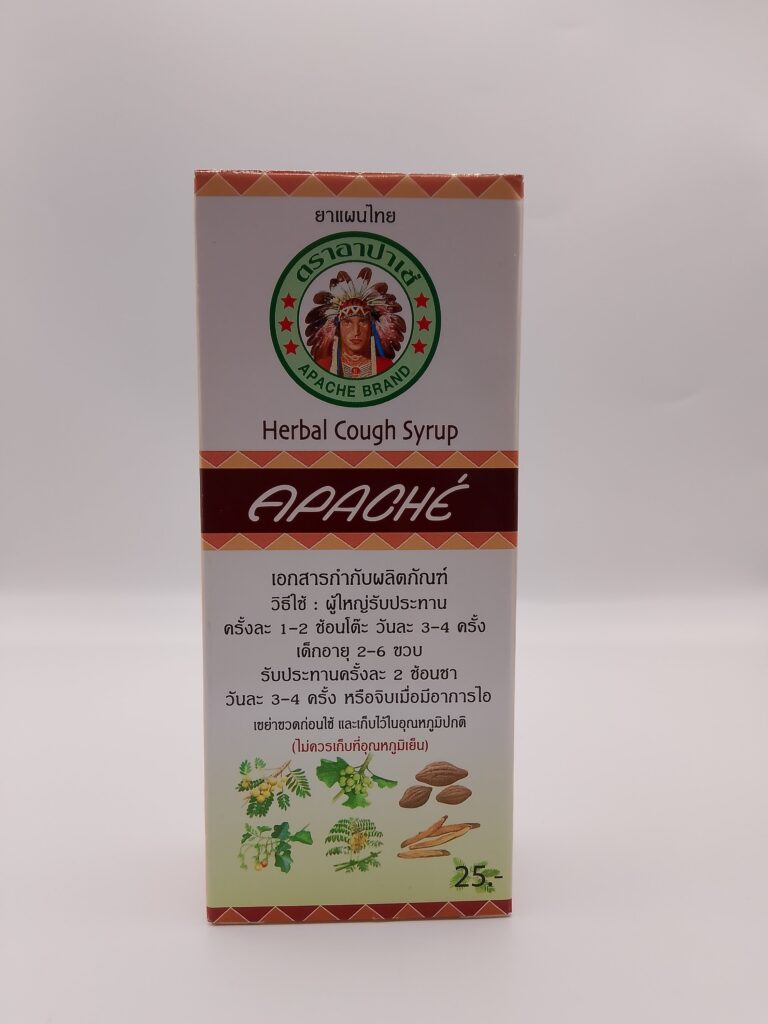 ยาแผนไทย
ตราอาปาเช่
APACHE BRAND
Herbal Cough Syrup
APACHÉ
เอกสารกำกับผลิตภัณฑ์
วิธีใช้ : ผู้ใหญ่รับประทาน
ครั้งละ 1-2 ช้อนโต๊ะ วันละ 3-4 ครั้ง
เด็กอายุ 2-6 ขวบ
รับประทานครั้งละ 2 ช้อนชา
วันละ 3-4 ครั้ง หรือจิบเมื่อมีอาการไอ
เขย่าขวดก่อนใช้ และเก็บไว้ในอุณหภูมิปกติ
(ไม่ควรเก็บที่อุณหภูมิเย็น)
25.-